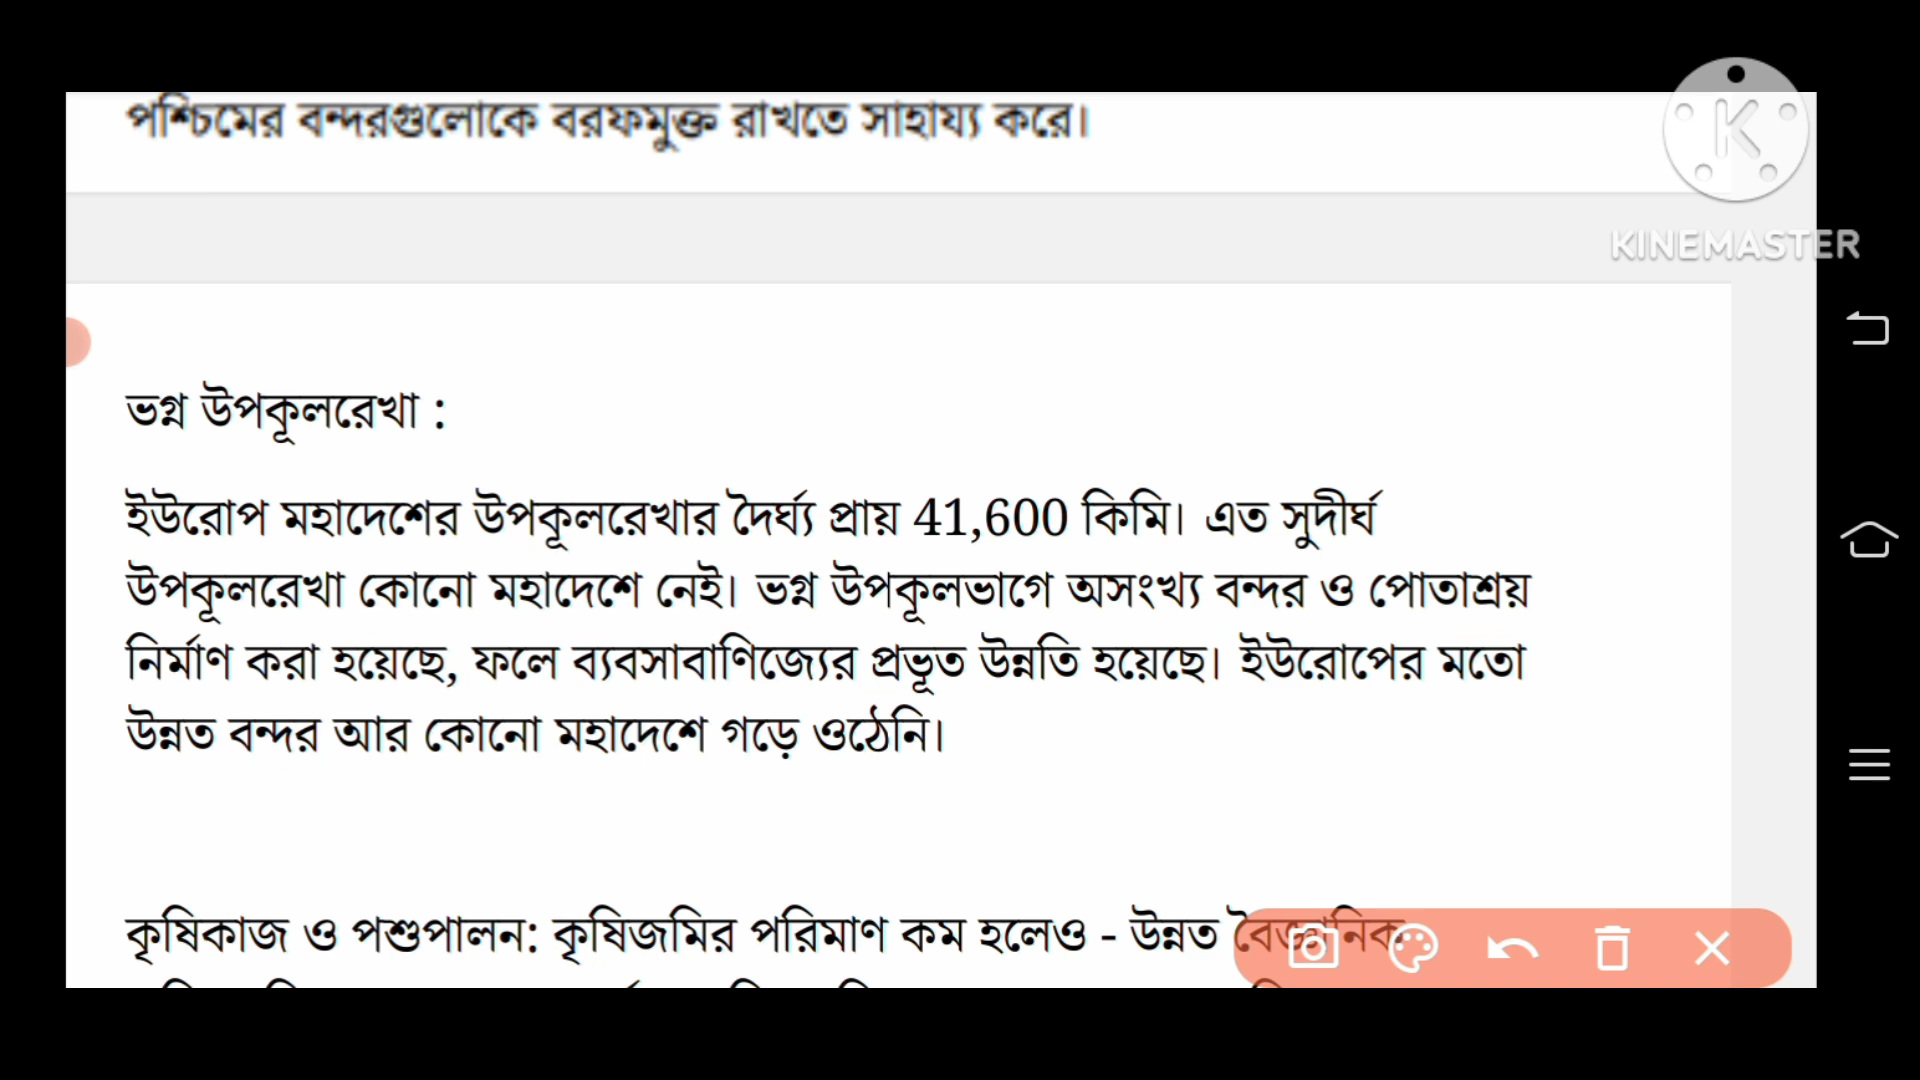 পশ্চিমের বন্দরগুলোকে বরফমুক্ত রাখতে সাহায্য করে।
K
KINEMASTER
ভগ্ন উপকূলরেখা :
ইউরোপ মহাদেশের উপকূলরেখার দৈর্ঘ্য প্রায় 41,600 কিমি। এত সুদীর্ঘ
উপকূলরেখা কোনো মহাদেশে নেই। ভগ্ন উপকূলভাগে অসংখ্য বন্দর ও পোতাশ্রয়
নির্মাণ করা হয়েছে, ফলে ব্যবসাবাণিজ্যের প্রভূত উন্নতি হয়েছে। ইউরোপের মতো
উন্নত বন্দর আর কোনো মহাদেশে গড়ে ওঠেনি।
কৃষিকাজ ও পশুপালন: কৃষিজমির পরিমাণ কম হলেও - উন্নত বৈজ্ঞানিক